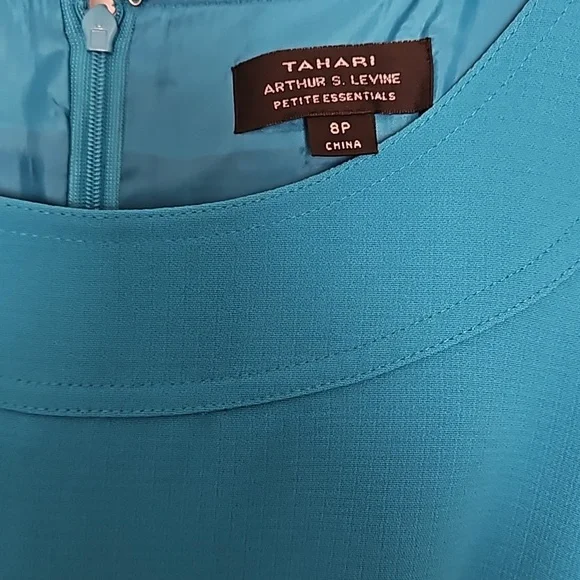 TAHARI
ARTHUR S. LEVINE
PETITE ESSENTIALS
8P
CHINA